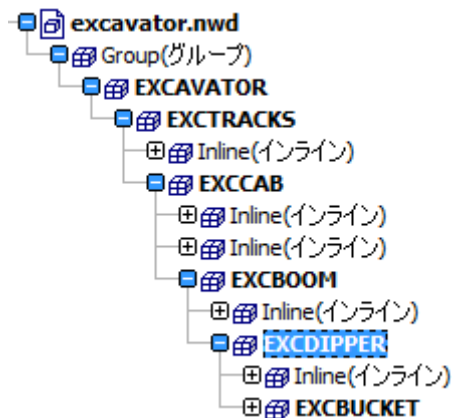 excavator.nwd
Group(グループ)
EXCAVATOR
EXCTRACKS
Inline(インライン)
EXCCAB
Inline(インライン)
Inline(インライン)
EXCBOOM
Inline(インライン)
EXCDIPPER
Inline(インライン)
EXCBUCKET